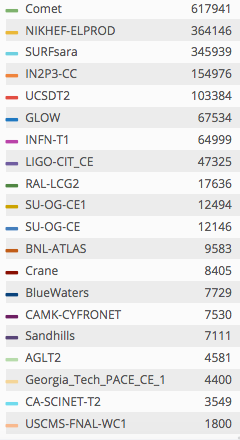 Comet 617941
NIKHEF-ELPROD 364146
SURFsara 345939
IN2P3-CC 154976
UCSDT2 103384
GLOW 67534
INFN-T1 64999
LIGO-CIT_CE 47325
RAL-LCG2 17636
SU-OG-CE1 12494
SU-OG-CE 12146
BNL-ATLAS 9583
Crane 8405
BlueWaters 7729
CAMK-CYFRONET 7530
Sandhills 7111
AGLT2 4581
Georgia_Tech_PACE_CE_1 4400
CA-SCINET-T2 3549
USCMS-FNAL-WC1 1800